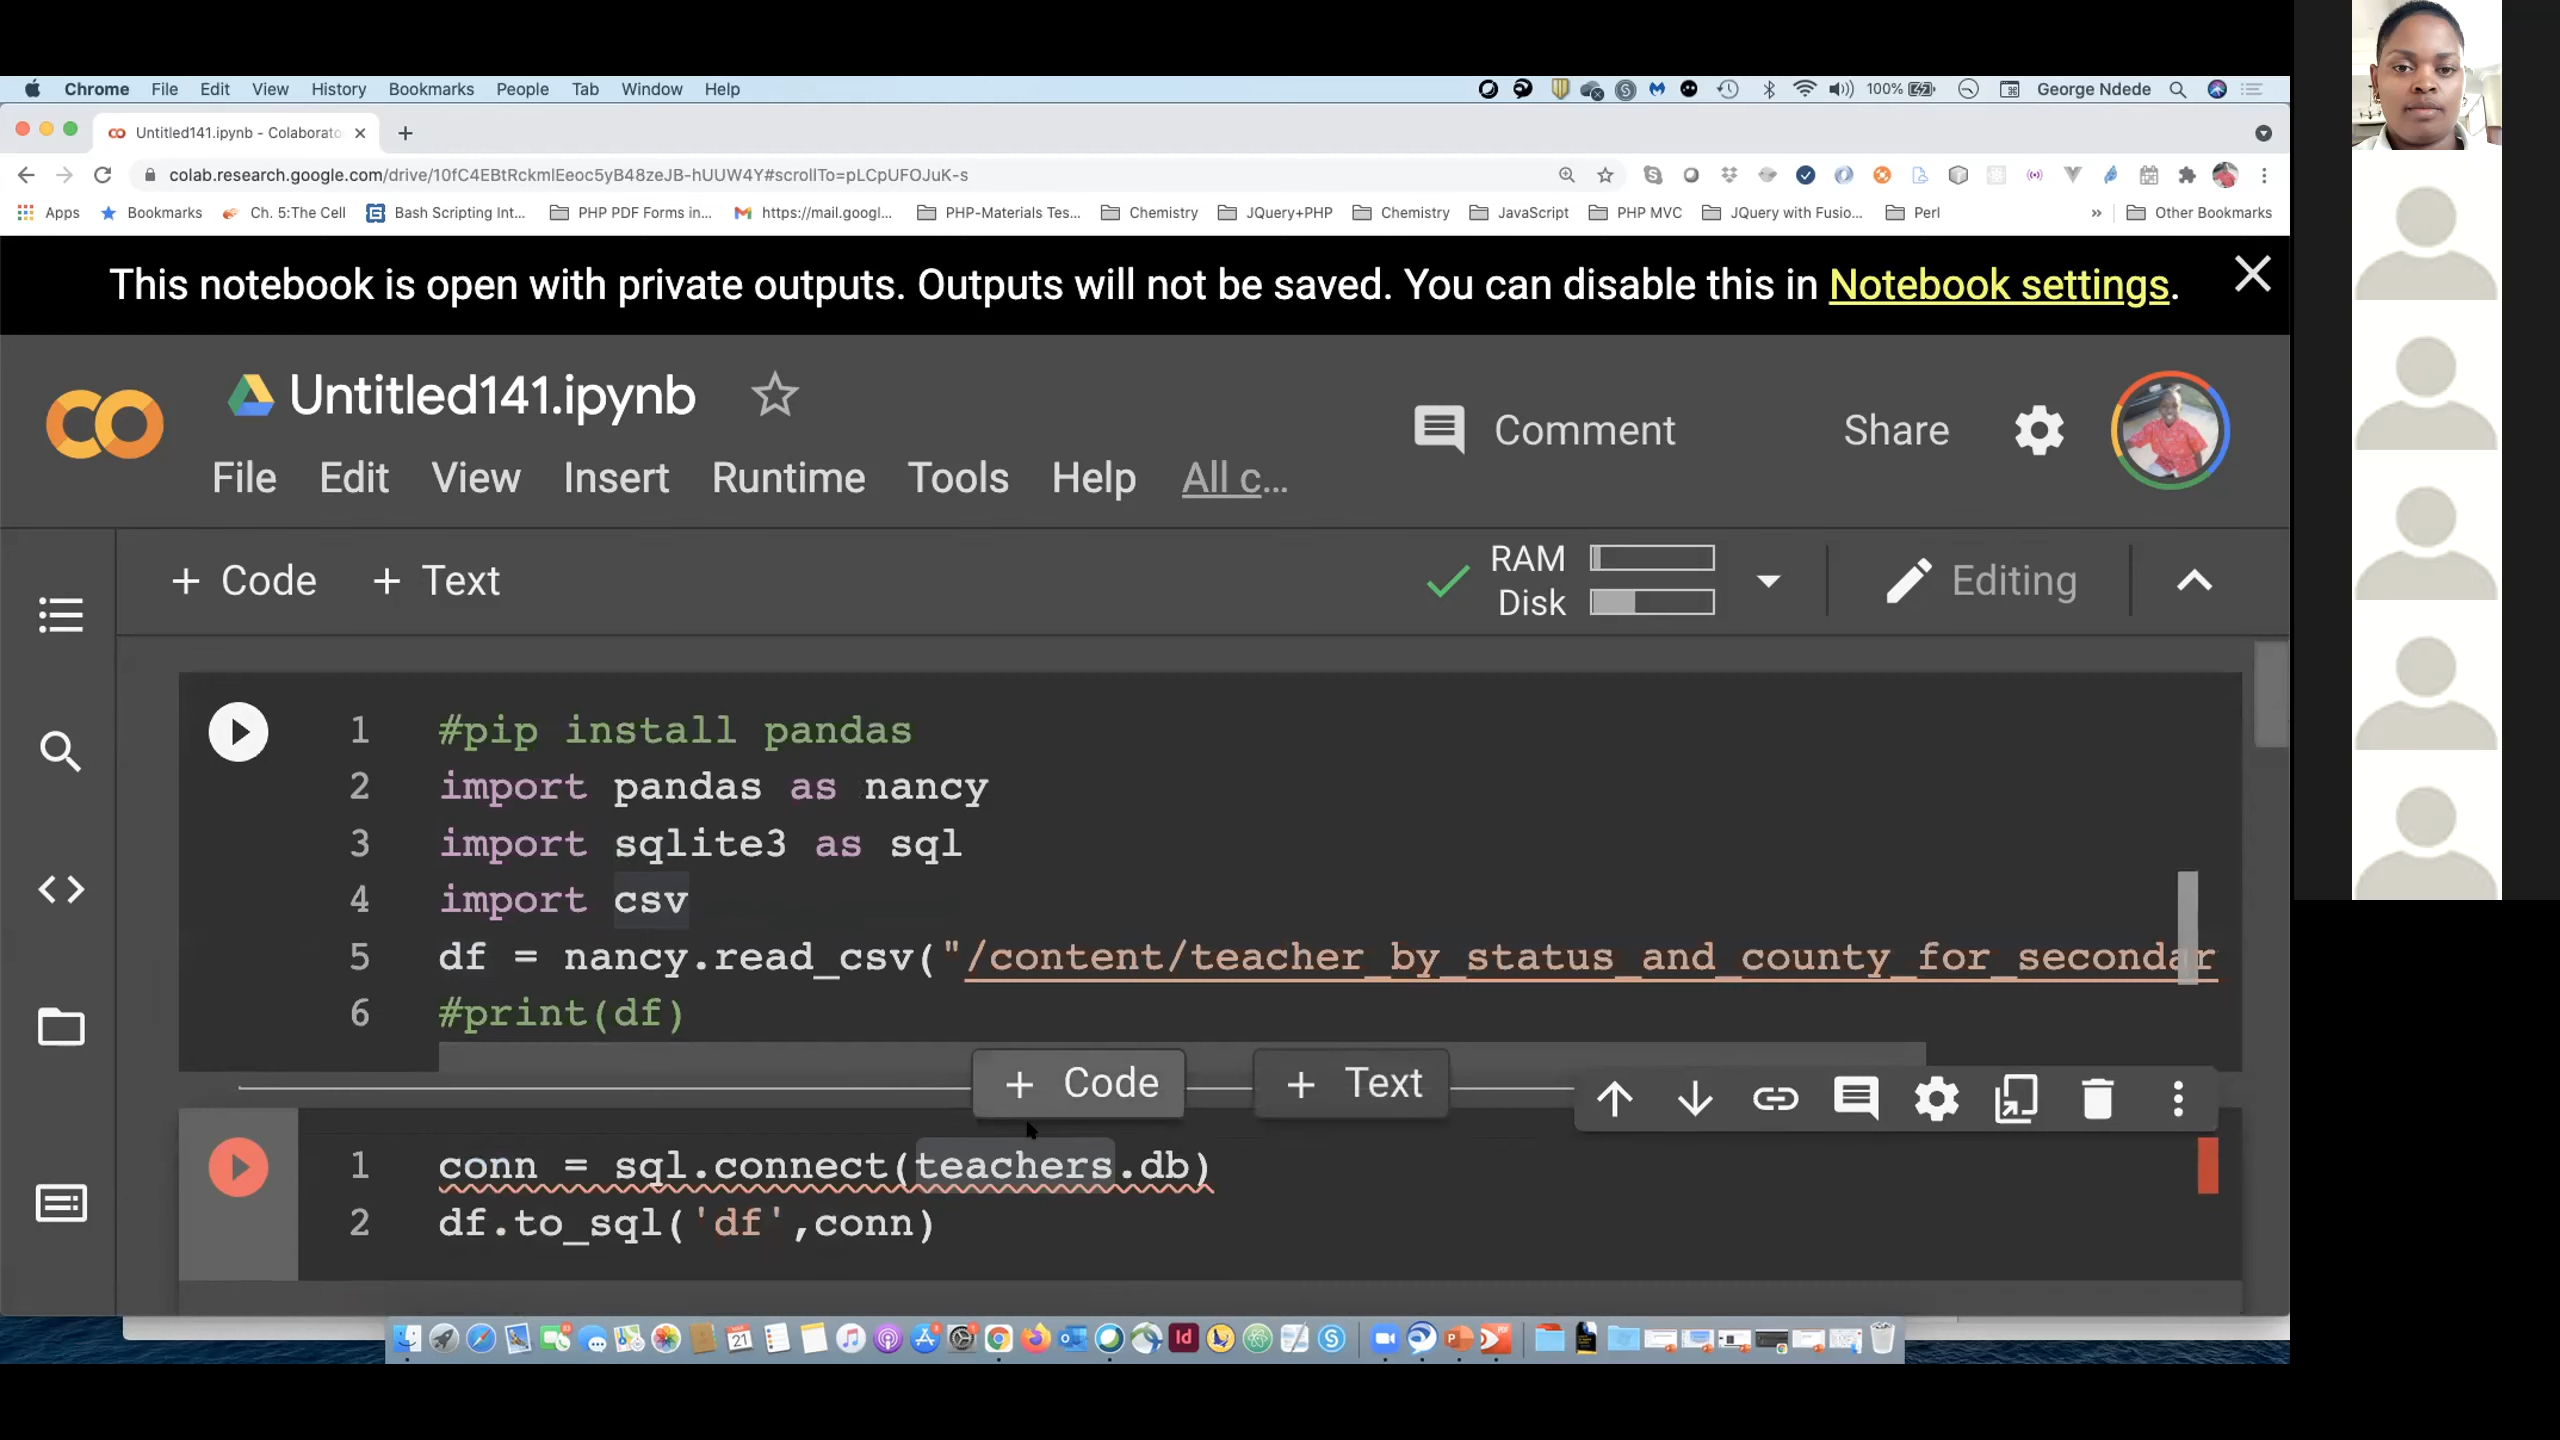 Chrome File Edit View History Bookmarks People Tab Window Help 100% George Ndede
Untitled141.ipynb - Colaborato
colab.research.google.com/drive/10fC4EBtRckmlEeoc5yB48zeJB-hUUW4Y#scrollTo=pLCpUFOJuK-s
Apps Bookmarks Ch. 5:The Cell Bash Scripting Int... PHP PDF Forms in... https://mail.googl... PHP-Materials Tes... Chemistry JQuery+PHP Chemistry JavaScript PHP MVC JQuery with Fusio... Perl » Other Bookmarks
This notebook is open with private outputs. Outputs will not be saved. You can disable this in Notebook settings.
CO Untitled141.ipynb
Comment Share
File Edit View Insert Runtime Tools Help All c...
+ Code + Text
RAM
Disk
Editing
1 #pip install pandas
2 import pandas as nancy
3 import sqlite3 as sql
4 import csv
5 df = nancy.read_csv("/content/teacher_by_status_and_county_for_secondar
6 #print(df)
+ Code + Text
1 conn = sql.connect(teachers.db)
2 df.to_sql('df',conn)
21 Id